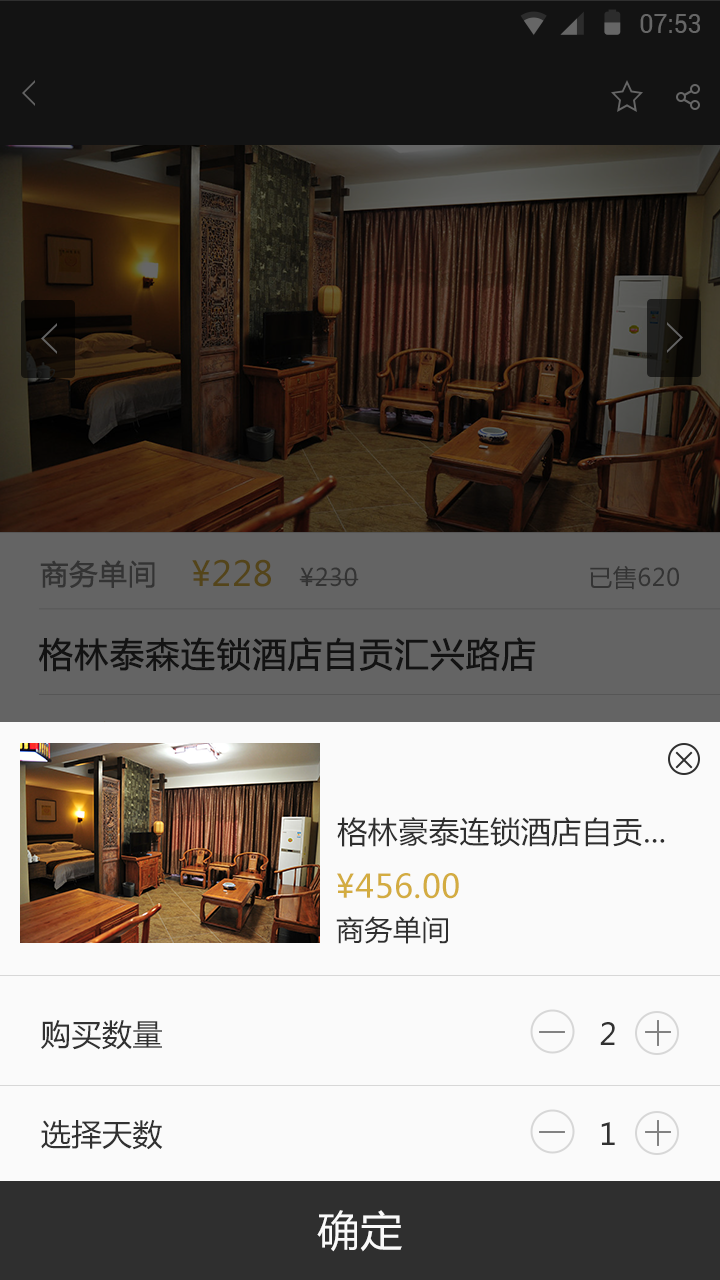 07:53
商务单间 ¥228 ¥230 已售620
格林泰森连锁酒店自贡汇兴路店
格林豪泰连锁酒店自贡...
¥456.00
商务单间
购买数量 2
选择天数 1
确定